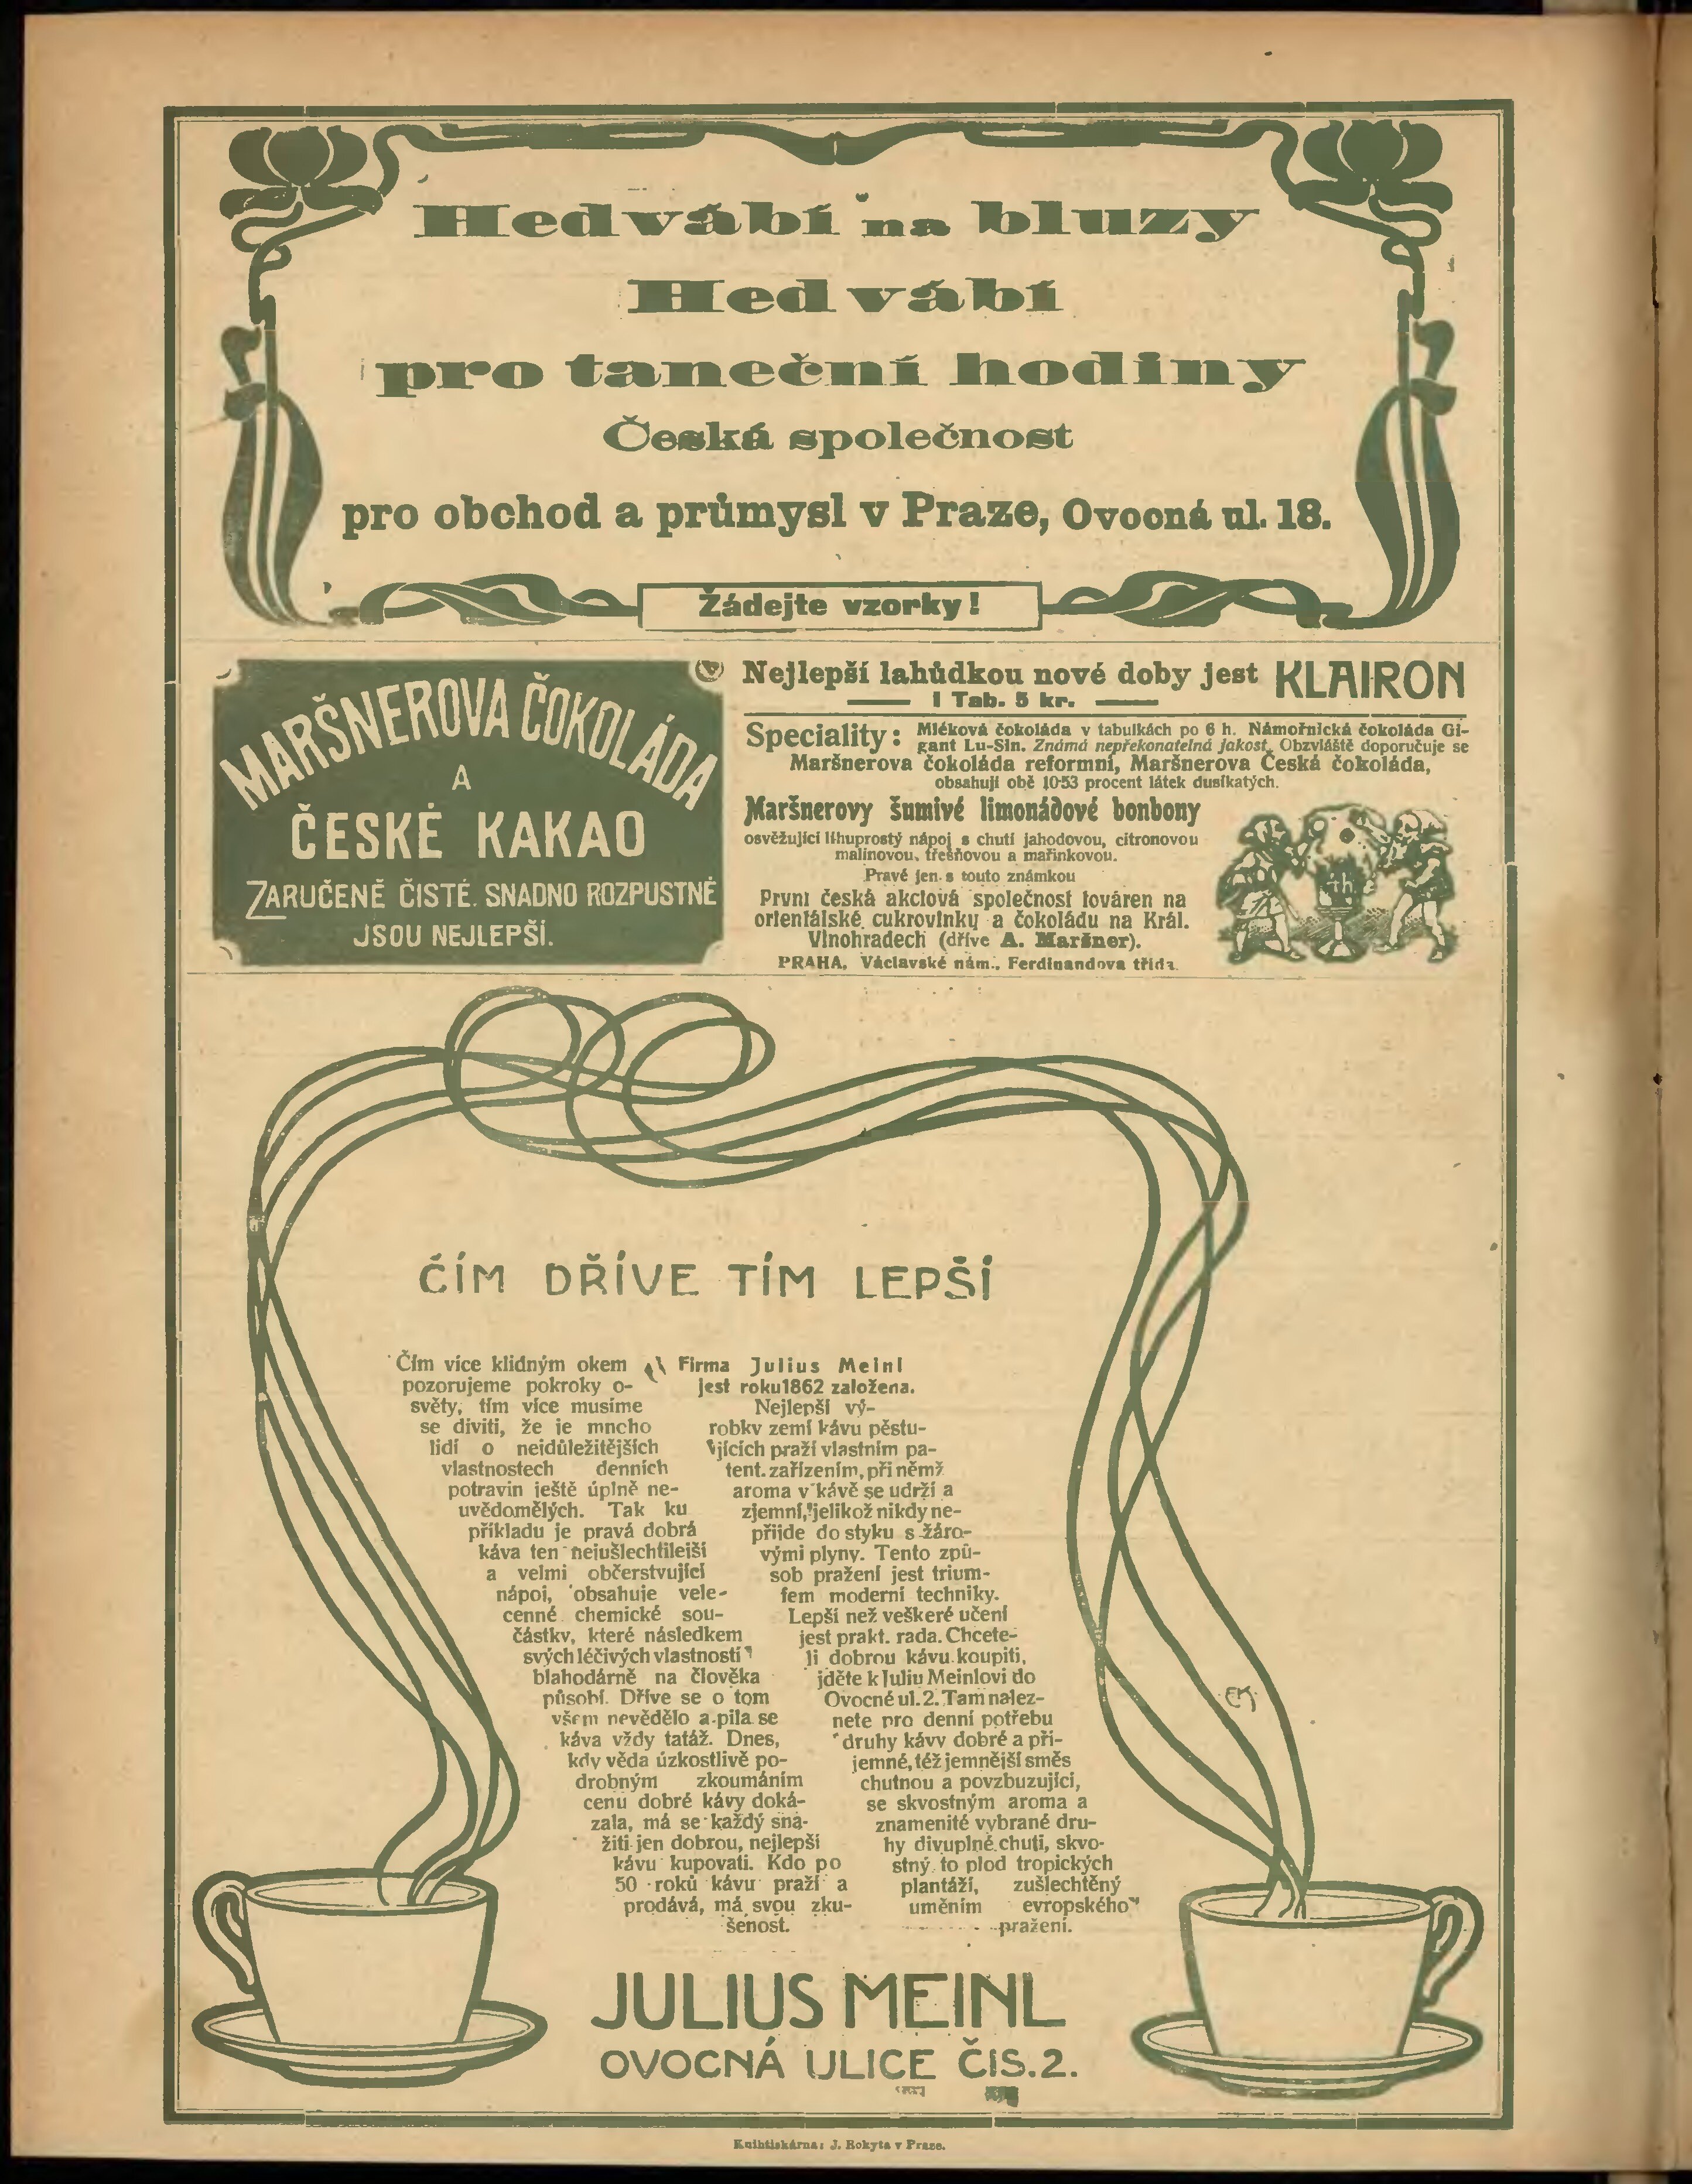 Hedvábí na bluzy
Hedvábí
pro taneční hodiny
Česká společnost
pro obchod a průmysl v Praze, Ovocná ul. 18.
Žádejte vzorky!
MARŠNEROVA ČOKOLÁDA
A
ČESKÉ KAKAO
ZARUČENĚ ČISTÉ. SNADNO ROZPUSTNÉ
JSOU NEJLEPŠÍ.
Nejlepší lahůdkou nové doby jest KLAIRON
1 Tab. 5 kr.
Speciality: Mléková čokoláda v tabulkách po 6 h. Námořnická čokoláda Gi-
gant Lu-Sin. Známá nepřekonatelná jakost. Obzvláště doporučuje se
Maršnerova čokoláda reformní, Maršnerova Česká čokoláda,
obsahují obě 10·53 procent látek dusíkatých.
Maršnerovy šumivé limonádové bonbony
osvěžující lihuprostý nápoj s chutí jahodovou, citronovou
malinovou, třešňovou a mařinkovou.
Pravé jen s touto známkou
První česká akciová společnost továren na
orientálské cukrovinky a čokoládu na Král.
Vinohradech (dříve A. Maršner).
PRAHA, Václavské nám., Ferdinandova třída.
ČÍM DŘÍVE TÍM LEPŠÍ
Čím více klidným okem
pozorujeme pokroky o-
světy, tím více musíme
se diviti, že je mnoho
lidí o nejdůležitějších
vlastnostech denních
potravin ještě úplně ne-
uvědomělých. Tak ku
příkladu je pravá dobrá
káva ten nejušlechtilejší
a velmi občerstvující
nápoj, obsahuje vele-
cenné chemické sou-
částky, které následkem
svých léčivých vlastností
blahodárně na člověka
působí. Dříve se o tom
všem nevědělo a pila se
káva vždy tatáž. Dnes,
kdy věda úzkostlivě po-
drobným zkoumáním
cenu dobré kávy doká-
zala, má se každý sna-
žiti jen dobrou, nejlepší
kávu kupovati. Kdo po
50 roků kávu praží a
prodává, má svou zku-
šenost.
Firma Julius Meinl
jest roku 1862 založena.
Nejlepší vý-
robky zemí kávu pěstu-
jících praží vlastním pa-
tent. zařízením, při němž
aroma v kávě se udrží a
zjemní, jelikož nikdy ne-
přijde do styku s žáro-
vými plyny. Tento způ-
sob pražení jest trium-
fem moderní techniky.
Lepší než veškeré učení
jest prakt. rada. Chcete-
li dobrou kávu koupiti,
jděte k Juliu Meinlovi do
Ovocné ul. 2. Tam nalez-
nete pro denní potřebu
druhy kávy dobré a pří-
jemné, též jemnější směs
chutnou a povzbuzující,
se skvostným aroma a
znamenité vybrané dru-
hy divuplné chuti, skvo-
stný to plod tropických
plantáží, zušlechtěný
uměním evropského
pražení.
JULIUS MEINL
OVOCNÁ ULICE ČÍS. 2.
Knihtiskárna: J. Rokyta v Praze.